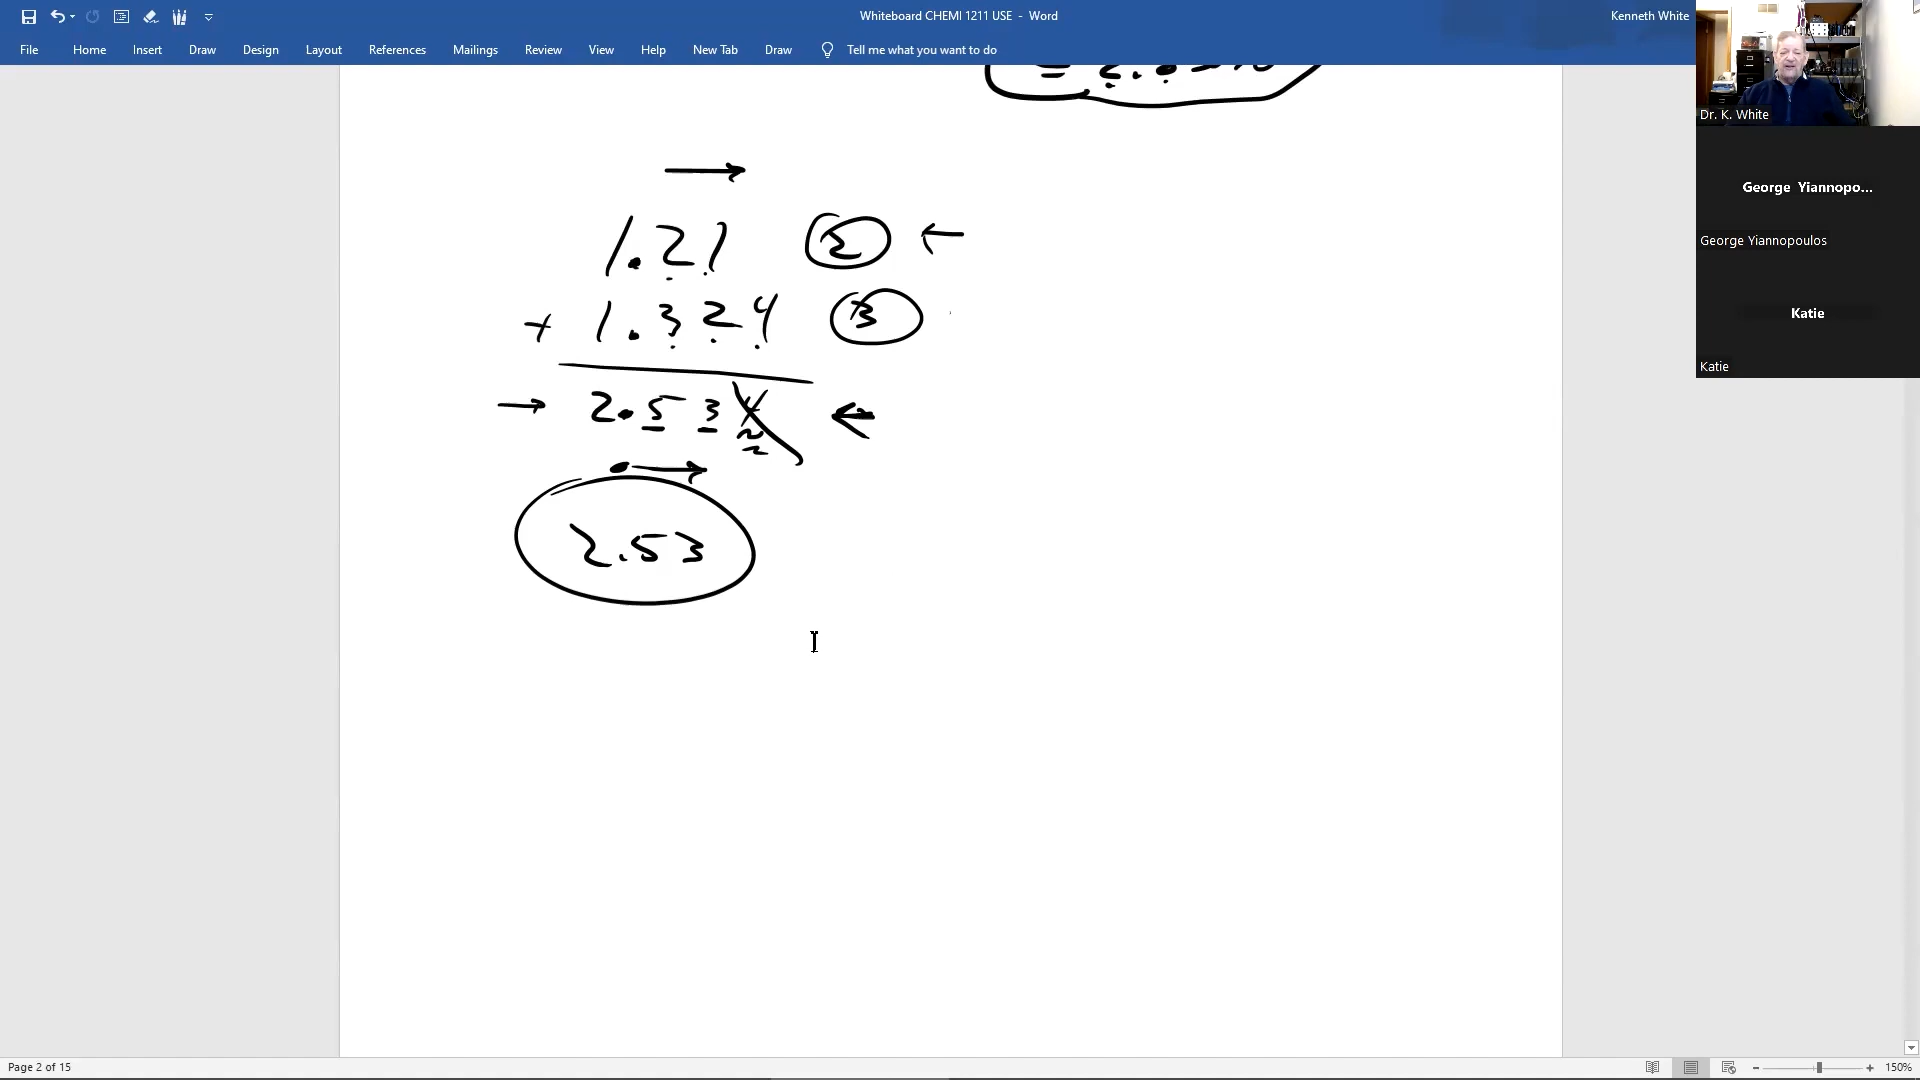 Whiteboard CHEMI 1211 USE - Word
Kenneth White
File Home Insert Draw Design Layout References Mailings Review View Help New Tab Draw Tell me what you want to do
Dr. K. White
George Yiannopo...
George Yiannopoulos
Katie
Katie
→
1.21 2 ←
+ 1.324 3
→ 2.534 ←
→
2.53
Page 2 of 15
150%